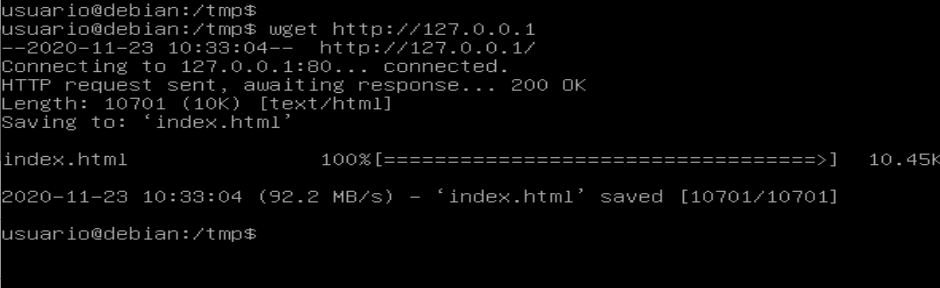 usuario@debian:/tmp$
usuario@debian:/tmp$ wget http://127.0.0.1
--2020-11-23 10:33:04--  http://127.0.0.1/
Connecting to 127.0.0.1:80... connected.
HTTP request sent, awaiting response... 200 OK
Length: 10701 (10K) [text/html]
Saving to: ‘index.html’
index.html 100%[==================================>] 10.45K
2020-11-23 10:33:04 (92.2 MB/s) – ‘index.html’ saved [10701/10701]
usuario@debian:/tmp$